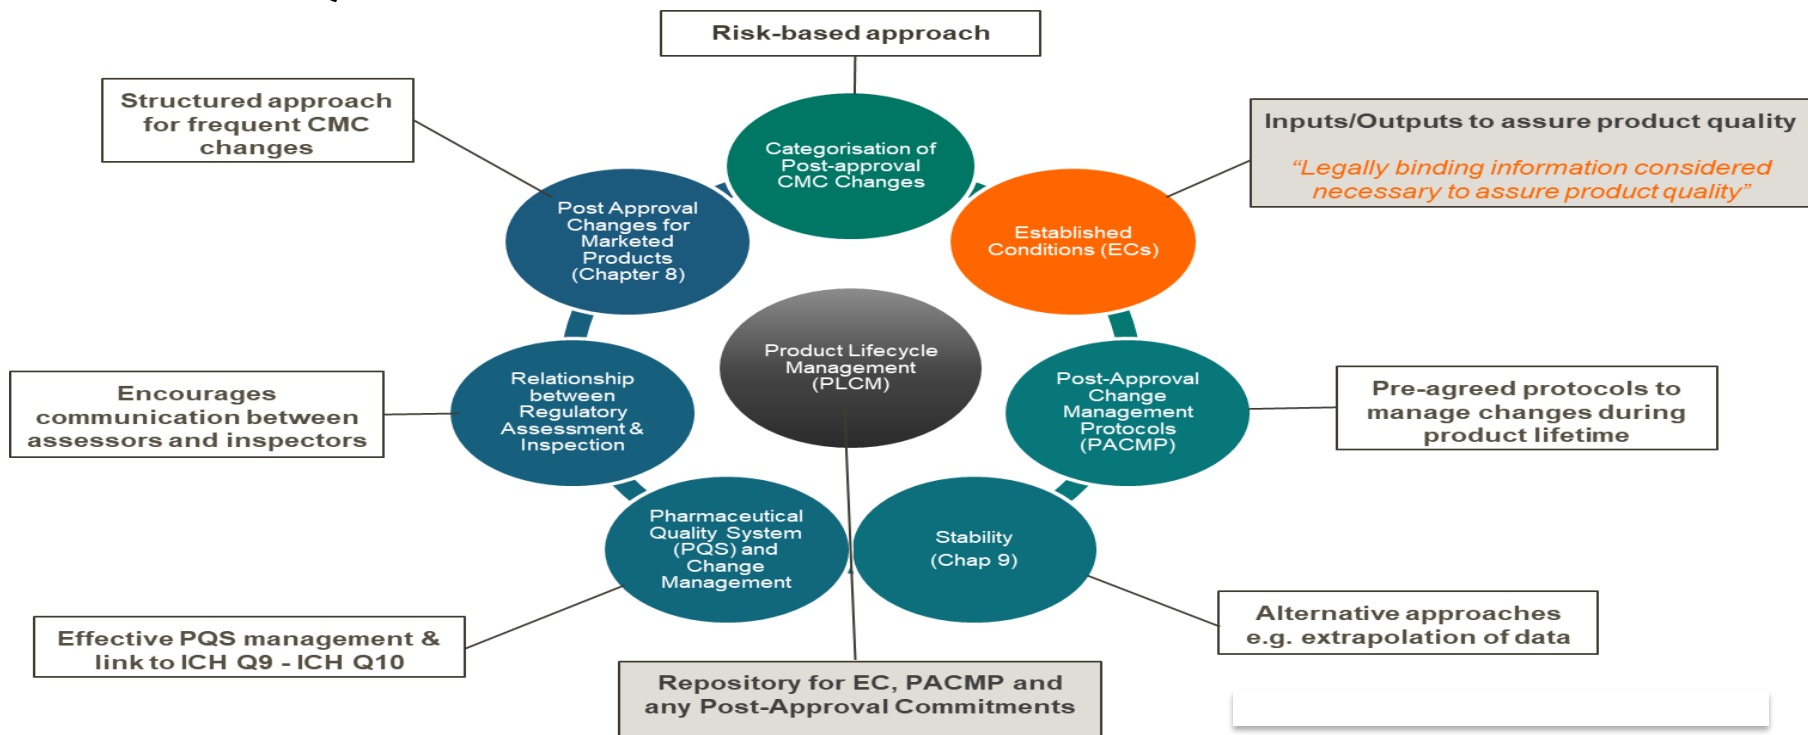 Risk-based approach
Structured approach
for frequent CMC
changes
Categorisation of
Post-approval
CMC Changes
Inputs/Outputs to assure product quality
“Legally binding information considered
necessary to assure product quality”
Post Approval
Changes for
Marketed
Products
(Chapter 8)
Established
Conditions (ECs)
Product Lifecycle
Management
(PLCM)
Encourages
communication between
assessors and inspectors
Relationship
between
Regulatory
Assessment &
Inspection
Post-Approval
Change
Management
Protocols
(PACMP)
Pre-agreed protocols to
manage changes during
product lifetime
Pharmaceutical
Quality System
(PQS) and
Change
Management
Stability
(Chap 9)
Effective PQS management &
link to ICH Q9 - ICH Q10
Alternative approaches
e.g. extrapolation of data
Repository for EC, PACMP and
any Post-Approval Commitments